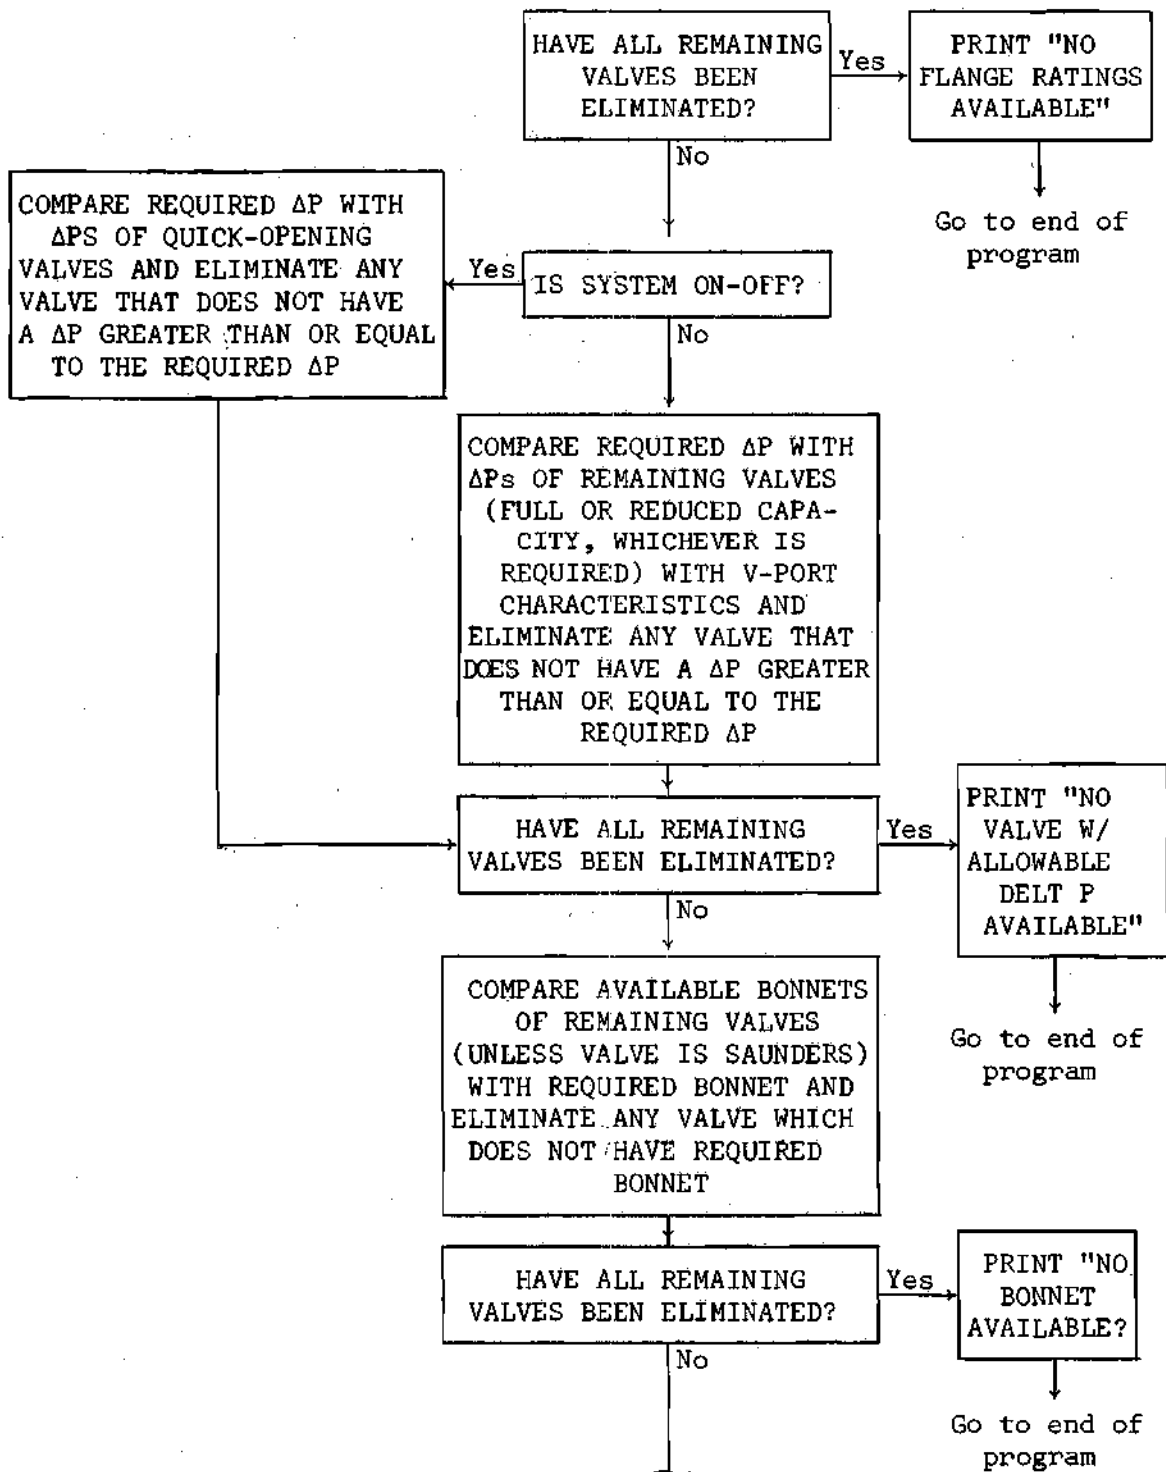 HAVE ALL REMAINING
VALVES BEEN
ELIMINATED?
Yes
PRINT "NO
FLANGE RATINGS
AVAILABLE"
No
Go to end of
program
COMPARE REQUIRED ΔP WITH
ΔPS OF QUICK-OPENING
VALVES AND ELIMINATE ANY
VALVE THAT DOES NOT HAVE
A ΔP GREATER THAN OR EQUAL
TO THE REQUIRED ΔP
Yes
IS SYSTEM ON-OFF?
No
COMPARE REQUIRED ΔP WITH
ΔPs OF REMAINING VALVES
(FULL OR REDUCED CAPA-
CITY, WHICHEVER IS
REQUIRED) WITH V-PORT
CHARACTERISTICS AND
ELIMINATE ANY VALVE THAT
DOES NOT HAVE A ΔP GREATER
THAN OR EQUAL TO THE
REQUIRED ΔP
HAVE ALL REMAINING
VALVES BEEN ELIMINATED?
Yes
PRINT "NO
VALVE W/
ALLOWABLE
DELT P
AVAILABLE"
No
Go to end of
program
COMPARE AVAILABLE BONNETS
OF REMAINING VALVES
(UNLESS VALVE IS SAUNDERS)
WITH REQUIRED BONNET AND
ELIMINATE ANY VALVE WHICH
DOES NOT HAVE REQUIRED
BONNET
HAVE ALL REMAINING
VALVES BEEN ELIMINATED?
Yes
PRINT "NO
BONNET
AVAILABLE?
No
Go to end of
program